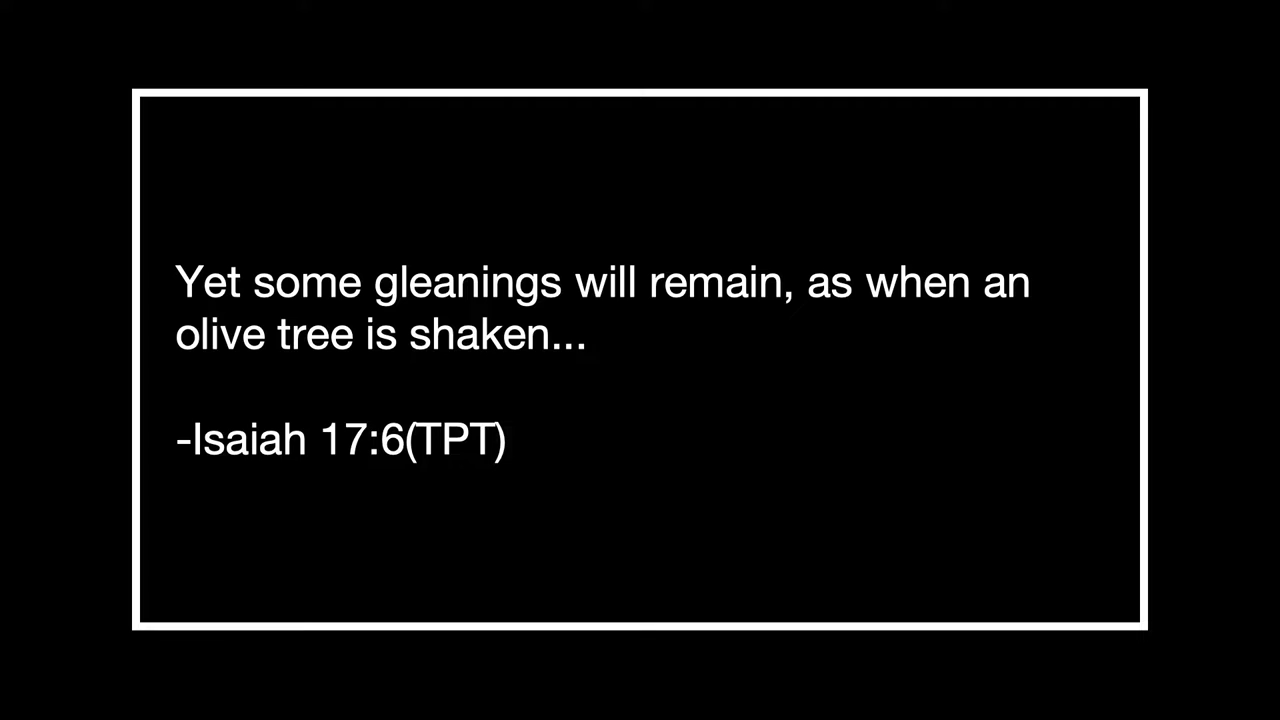 Yet some gleanings will remain, as when an
olive tree is shaken...
-Isaiah 17:6(TPT)